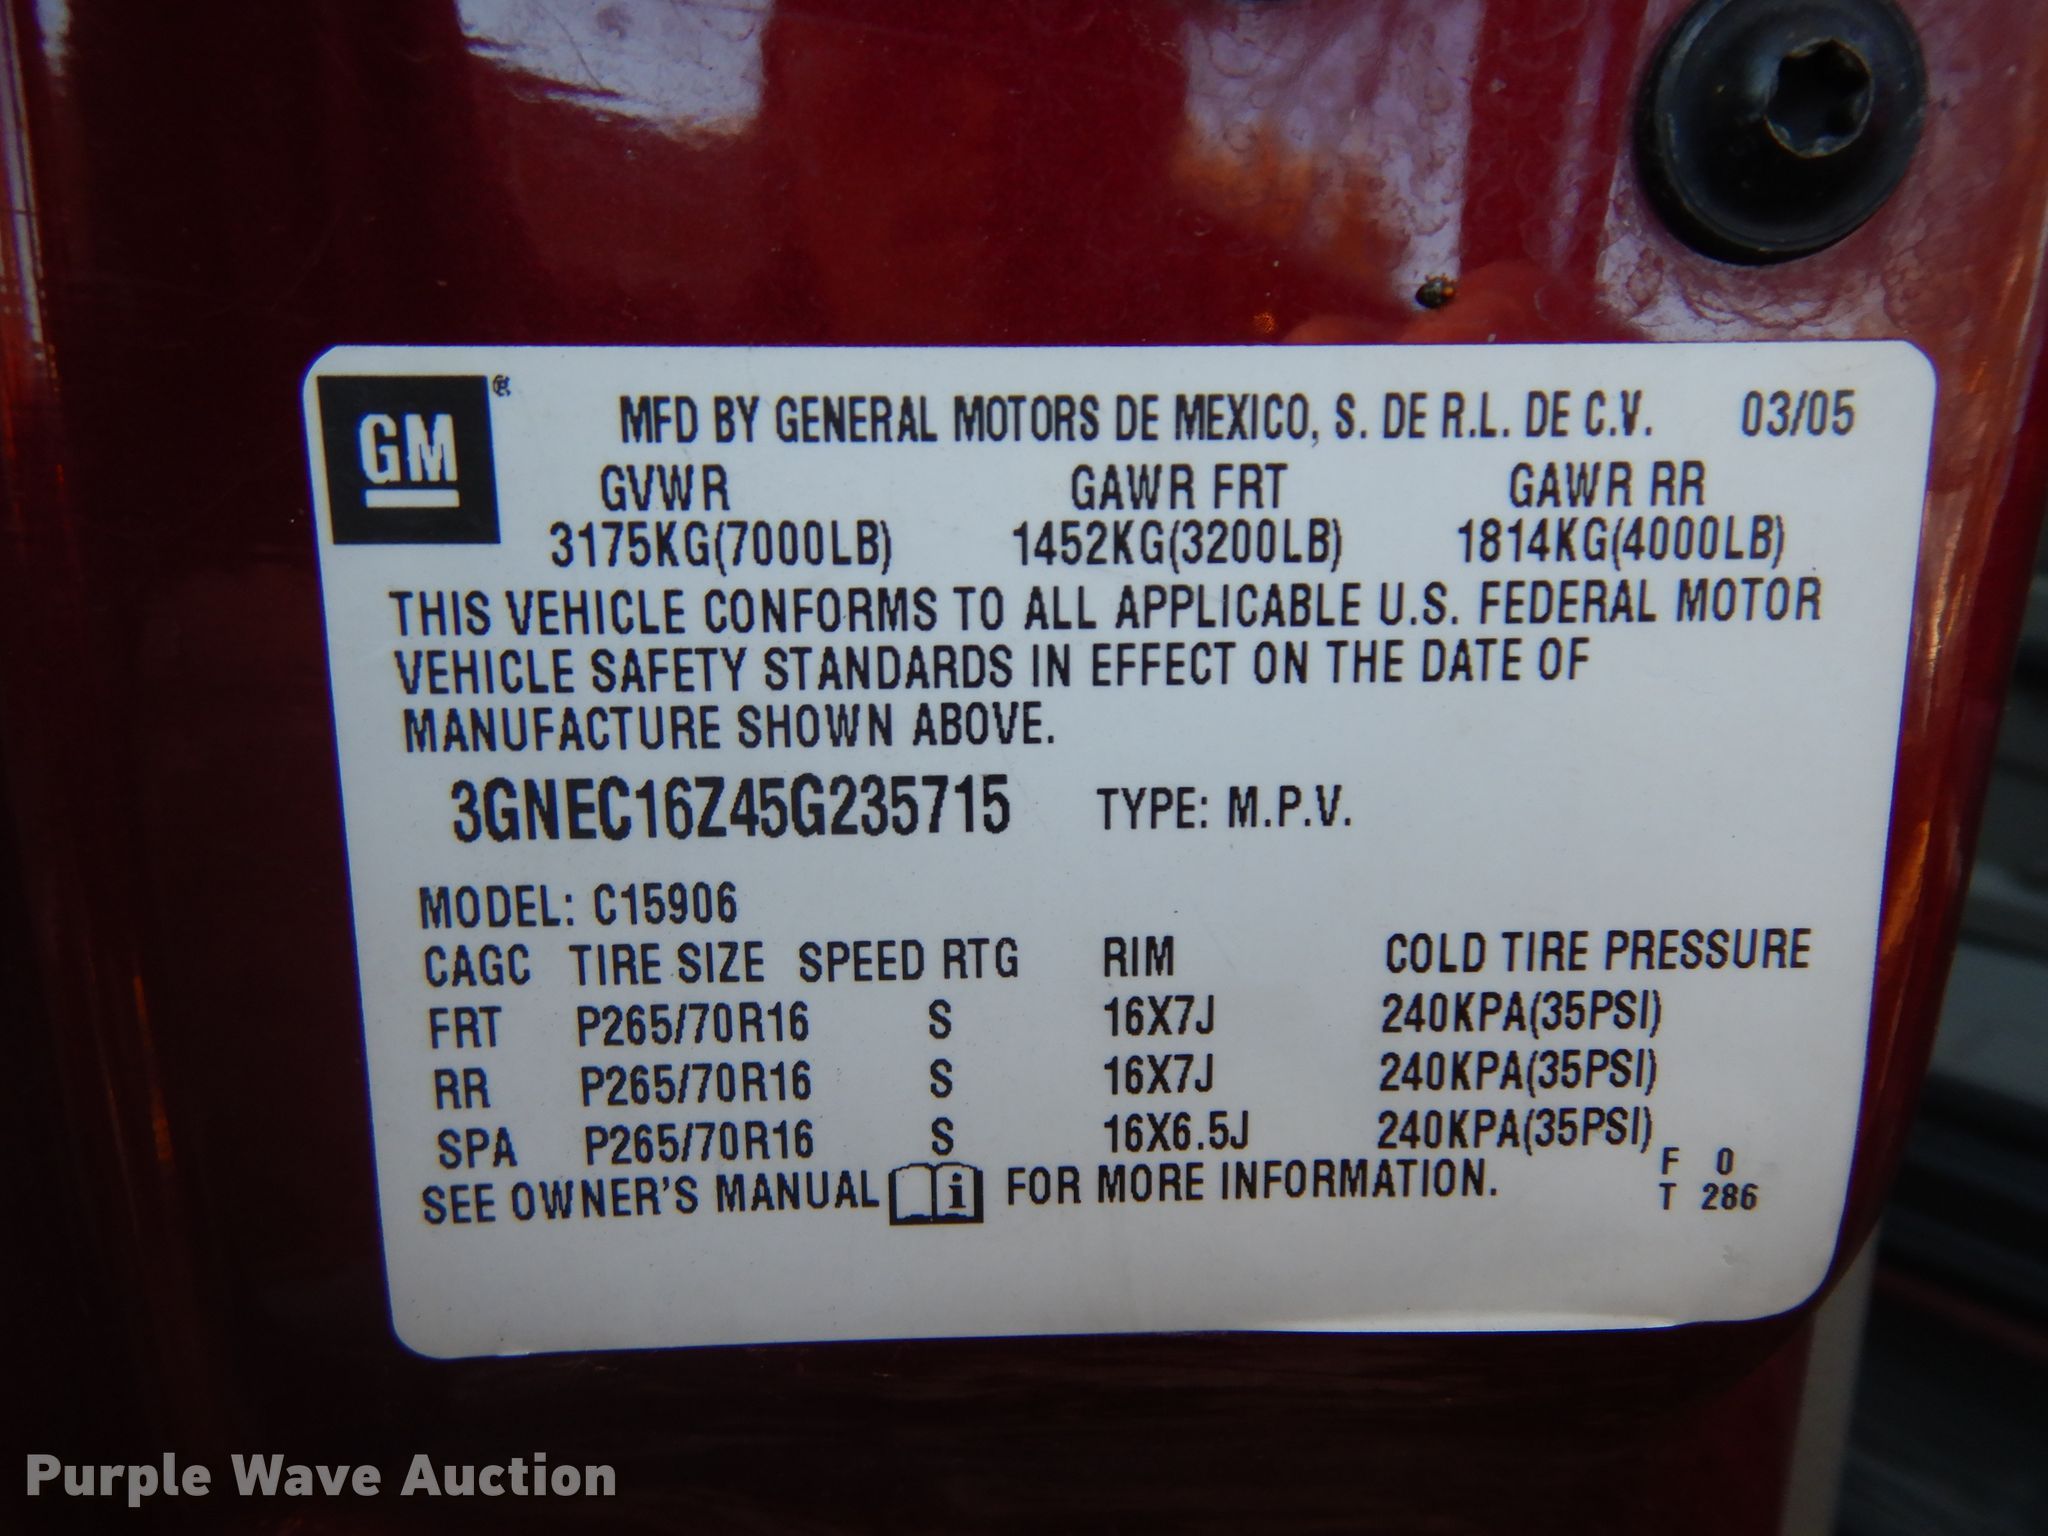 GM®
MFD BY GENERAL MOTORS DE MEXICO, S. DE R.L. DE C.V. 03/05
GVWR GAWR FRT GAWR RR
3175KG(7000LB) 1452KG(3200LB) 1814KG(4000LB)
THIS VEHICLE CONFORMS TO ALL APPLICABLE U.S. FEDERAL MOTOR
VEHICLE SAFETY STANDARDS IN EFFECT ON THE DATE OF
MANUFACTURE SHOWN ABOVE.
3GNEC16Z45G235715 TYPE: M.P.V.
MODEL: C15906
CAGC TIRE SIZE SPEED RTG RIM COLD TIRE PRESSURE
FRT P265/70R16 S 16X7J 240KPA(35PSI)
RR P265/70R16 S 16X7J 240KPA(35PSI)
SPA P265/70R16 S 16X6.5J 240KPA(35PSI)
F 0
SEE OWNER'S MANUAL i FOR MORE INFORMATION. T 286
Purple Wave Auction